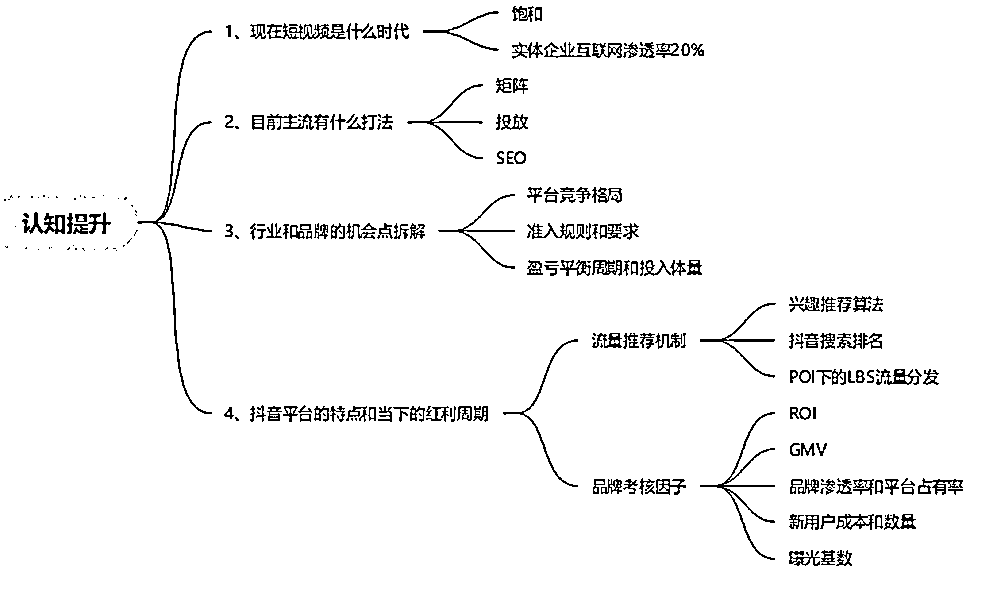 认知提升
1、现在短视频是什么时代
饱和
实体企业互联网渗透率20%
2、目前主流有什么打法
矩阵
投放
SEO
3、行业和品牌的机会点拆解
平台竞争格局
准入规则和要求
盈亏平衡周期和投入体量
4、抖音平台的特点和当下的红利周期
流量推荐机制
兴趣推荐算法
抖音搜索排名
POI下的LBS流量分发
品牌考核因子
ROI
GMV
品牌渗透率和平台占有率
新用户成本和数量
曝光基数